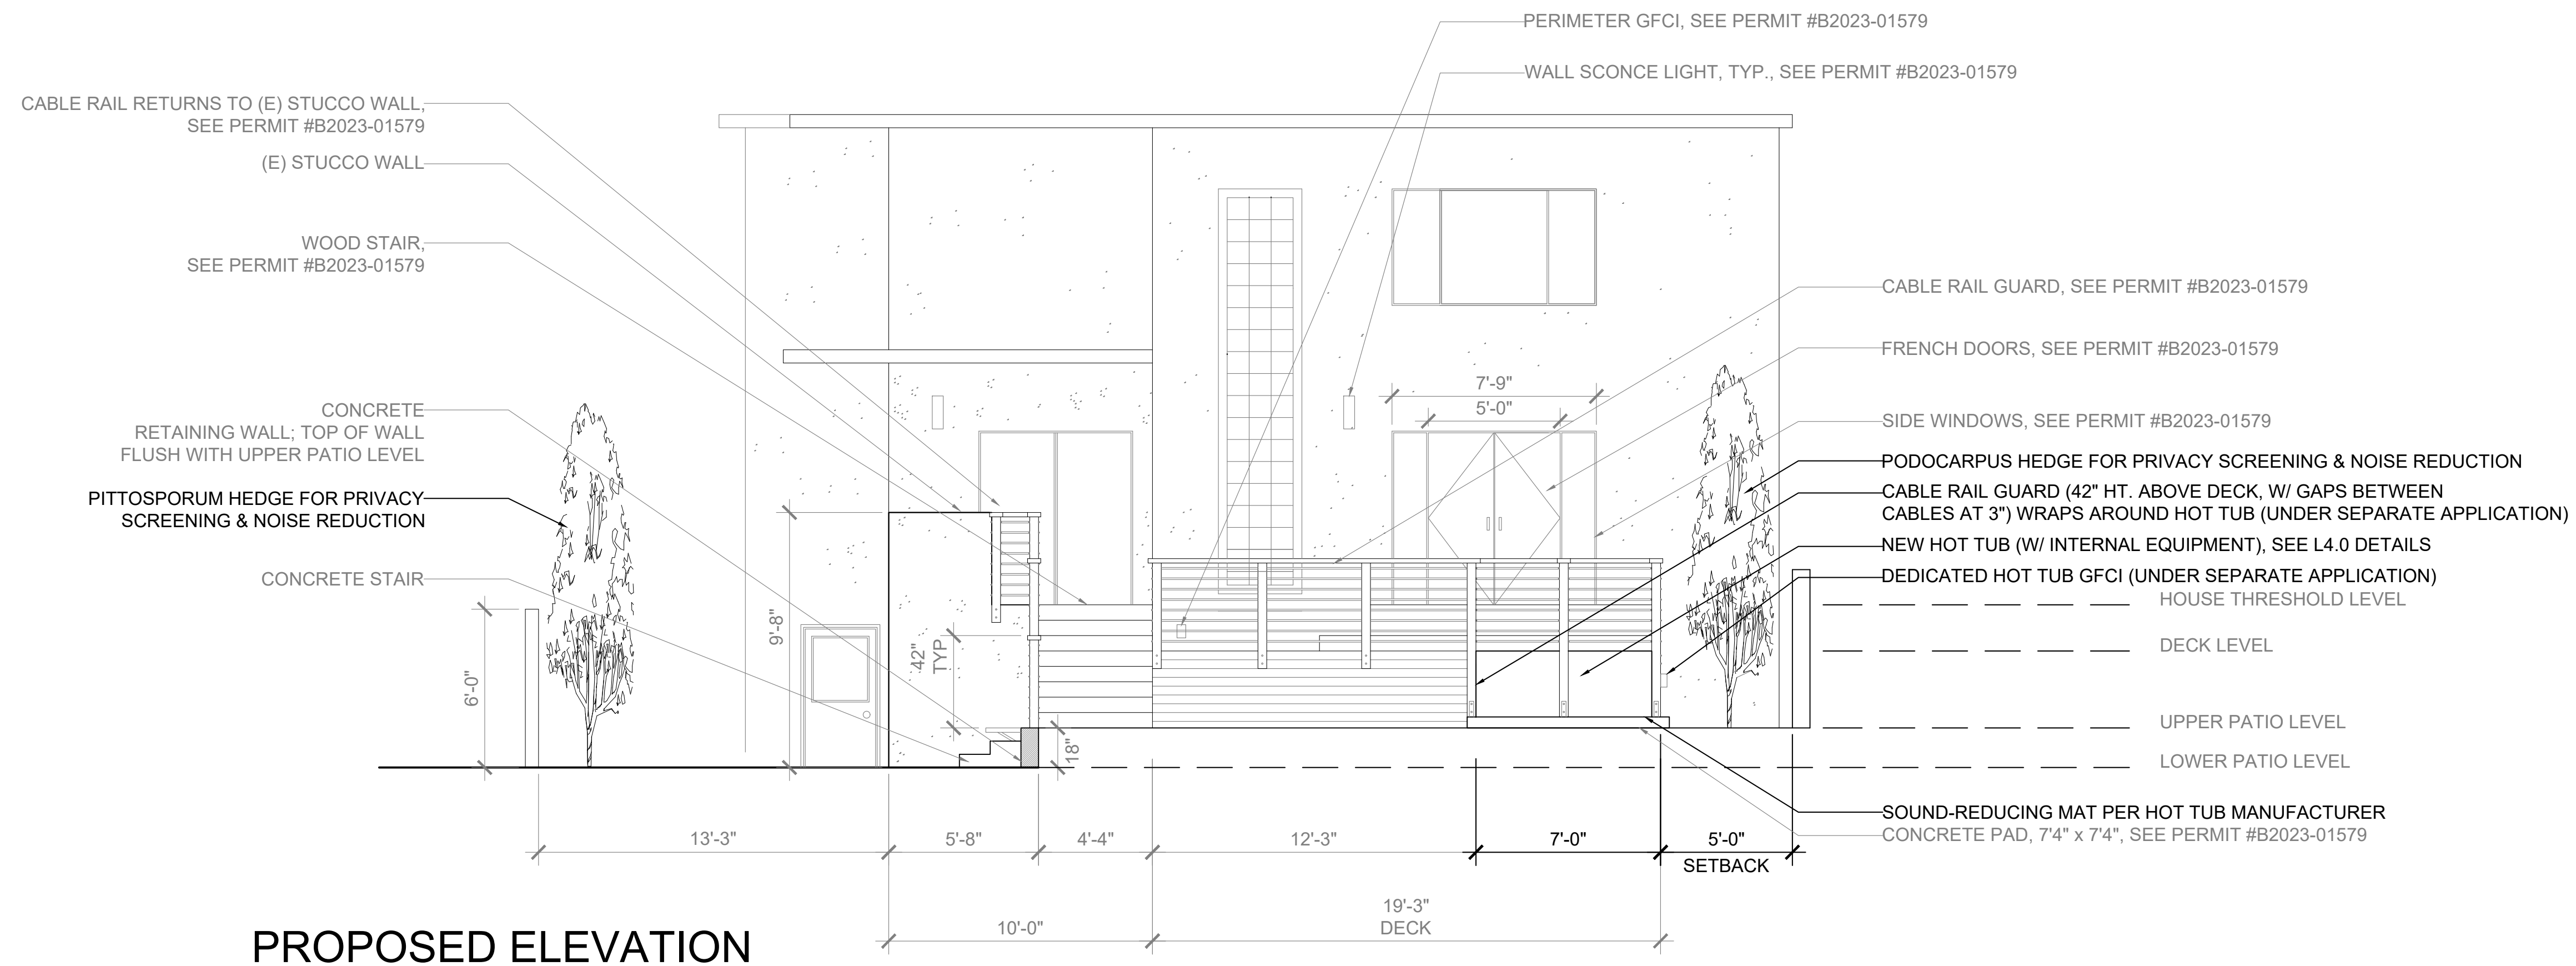 PERIMETER GFCI, SEE PERMIT #B2023-01579
WALL SCONCE LIGHT, TYP., SEE PERMIT #B2023-01579
CABLE RAIL RETURNS TO (E) STUCCO WALL,
SEE PERMIT #B2023-01579
(E) STUCCO WALL
WOOD STAIR,
SEE PERMIT #B2023-01579
CONCRETE
RETAINING WALL; TOP OF WALL
FLUSH WITH UPPER PATIO LEVEL
PITTOSPORUM HEDGE FOR PRIVACY
SCREENING & NOISE REDUCTION
CONCRETE STAIR
CABLE RAIL GUARD, SEE PERMIT #B2023-01579
FRENCH DOORS, SEE PERMIT #B2023-01579
SIDE WINDOWS, SEE PERMIT #B2023-01579
PODOCARPUS HEDGE FOR PRIVACY SCREENING & NOISE REDUCTION
CABLE RAIL GUARD (42" HT. ABOVE DECK, W/ GAPS BETWEEN
CABLES AT 3") WRAPS AROUND HOT TUB (UNDER SEPARATE APPLICATION)
NEW HOT TUB (W/ INTERNAL EQUIPMENT), SEE L4.0 DETAILS
DEDICATED HOT TUB GFCI (UNDER SEPARATE APPLICATION)
HOUSE THRESHOLD LEVEL
DECK LEVEL
UPPER PATIO LEVEL
LOWER PATIO LEVEL
SOUND-REDUCING MAT PER HOT TUB MANUFACTURER
CONCRETE PAD, 7'4" x 7'4", SEE PERMIT #B2023-01579
7'-9"
5'-0"
6'-0"
9'-8"
42"
TYP
18"
13'-3"
5'-8"
4'-4"
12'-3"
7'-0"
5'-0"
SETBACK
10'-0"
19'-3"
DECK
PROPOSED ELEVATION